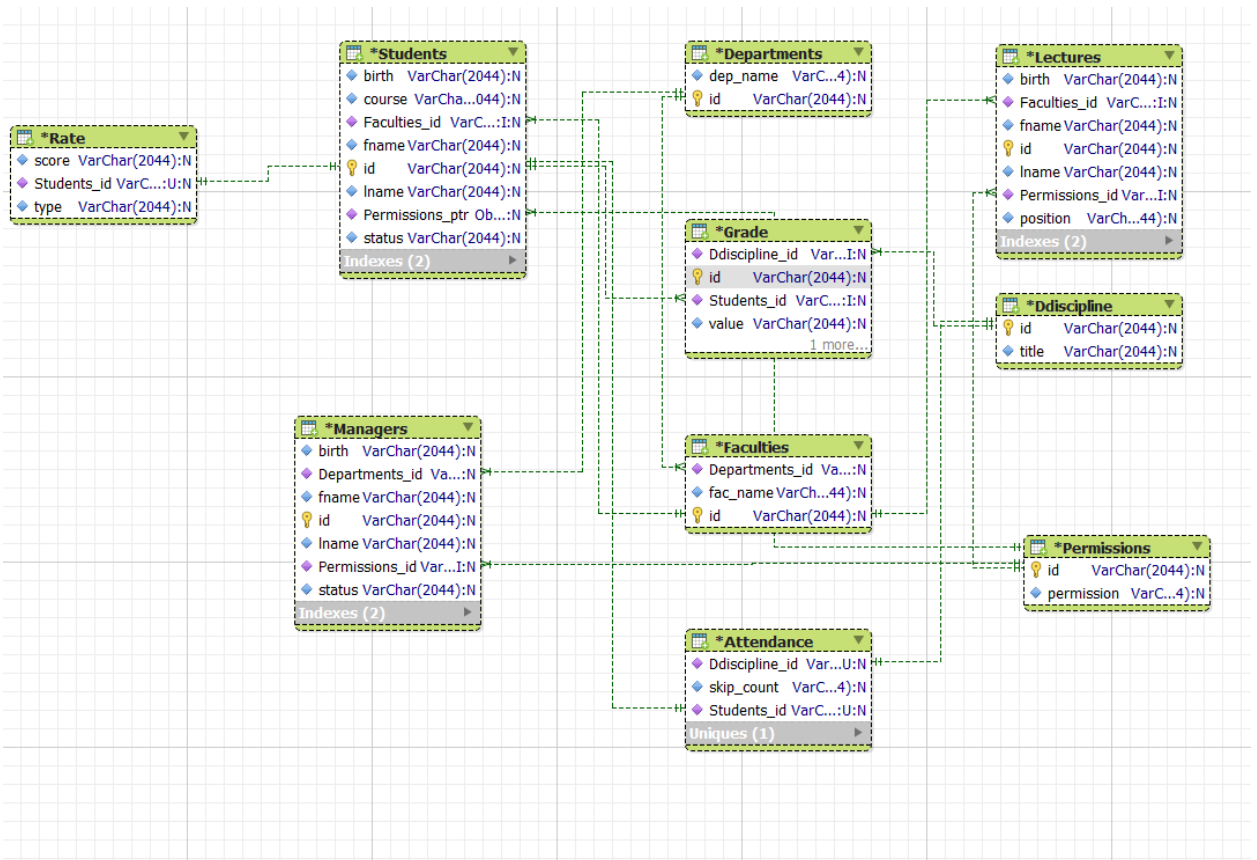 *Students
birth VarChar(2044):N
course VarCha...044):N
Faculties_id VarC...:I:N
fname VarChar(2044):N
id VarChar(2044):N
lname VarChar(2044):N
Permissions_ptr Ob...:N
status VarChar(2044):N
Indexes (2)
*Departments
dep_name VarC...4):N
id VarChar(2044):N
*Lectures
birth VarChar(2044):N
Faculties_id VarC...:I:N
fname VarChar(2044):N
id VarChar(2044):N
lname VarChar(2044):N
Permissions_id Var...I:N
position VarCh...44):N
Indexes (2)
*Rate
score VarChar(2044):N
Students_id VarC...:U:N
type VarChar(2044):N
*Grade
Ddiscipline_id Var...I:N
id VarChar(2044):N
Students_id VarC...:I:N
value VarChar(2044):N
1 more...
*Ddiscipline
id VarChar(2044):N
title VarChar(2044):N
*Managers
birth VarChar(2044):N
Departments_id Va...:N
fname VarChar(2044):N
id VarChar(2044):N
lname VarChar(2044):N
Permissions_id Var...I:N
status VarChar(2044):N
Indexes (2)
*Faculties
Departments_id Va...:N
fac_name VarCh...44):N
id VarChar(2044):N
*Permissions
id VarChar(2044):N
permission VarC...4):N
*Attendance
Ddiscipline_id Var...U:N
skip_count VarC...4):N
Students_id VarC...:U:N
Uniques (1)